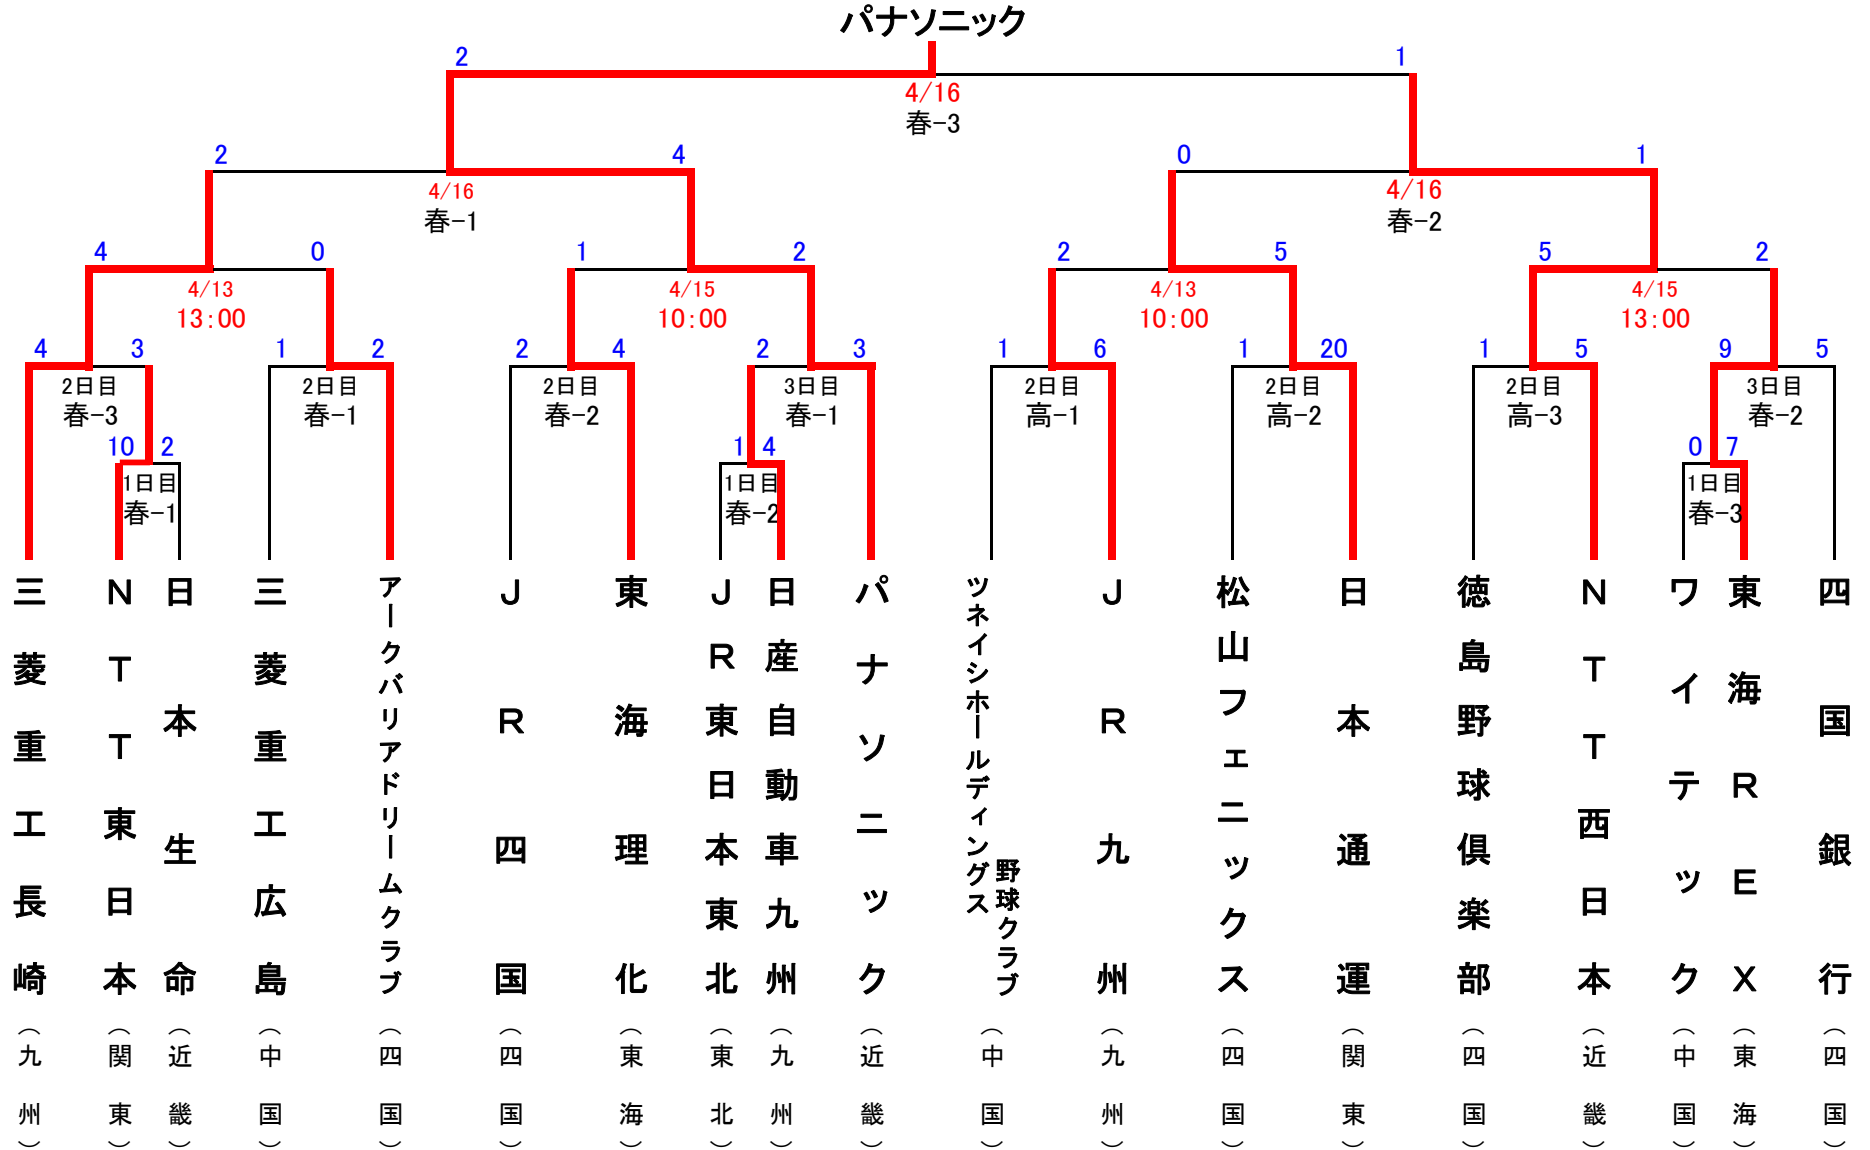 パナソニック
2 1
4/16
春-3
2 4 0 1
4/16 4/16
春-1 春-2
4 0 1 2 2 5 5 2
4/13 4/15 4/13 4/15
13:00 10:00 10:00 13:00
4 3 1 2 2 4 2 3 1 6 1 20 1 5 9 5
2日目 2日目 2日目 3日目 2日目 2日目 2日目 3日目
春-3 春-1 春-2 春-1 高-1 高-2 高-3 春-2
10 2 1 4 0 7
1日目 1日目 1日目
春-1 春-2 春-3
三菱重工長崎（九州）
NTT東日本（関東）
日本生命（近畿）
三菱重工広島（中国）
アークバリアドリームクラブ（四国）
JR四国（四国）
東海理化（東海）
JR東日本東北（東北）
日産自動車九州（九州）
パナソニック（近畿）
ツネイシホールディングス
野球クラブ
（中国）
JR九州（九州）
松山フェニックス（四国）
日本通運（関東）
徳島野球倶楽部（四国）
NTT西日本（近畿）
ワイテック（中国）
東海REX（東海）
四国銀行（四国）